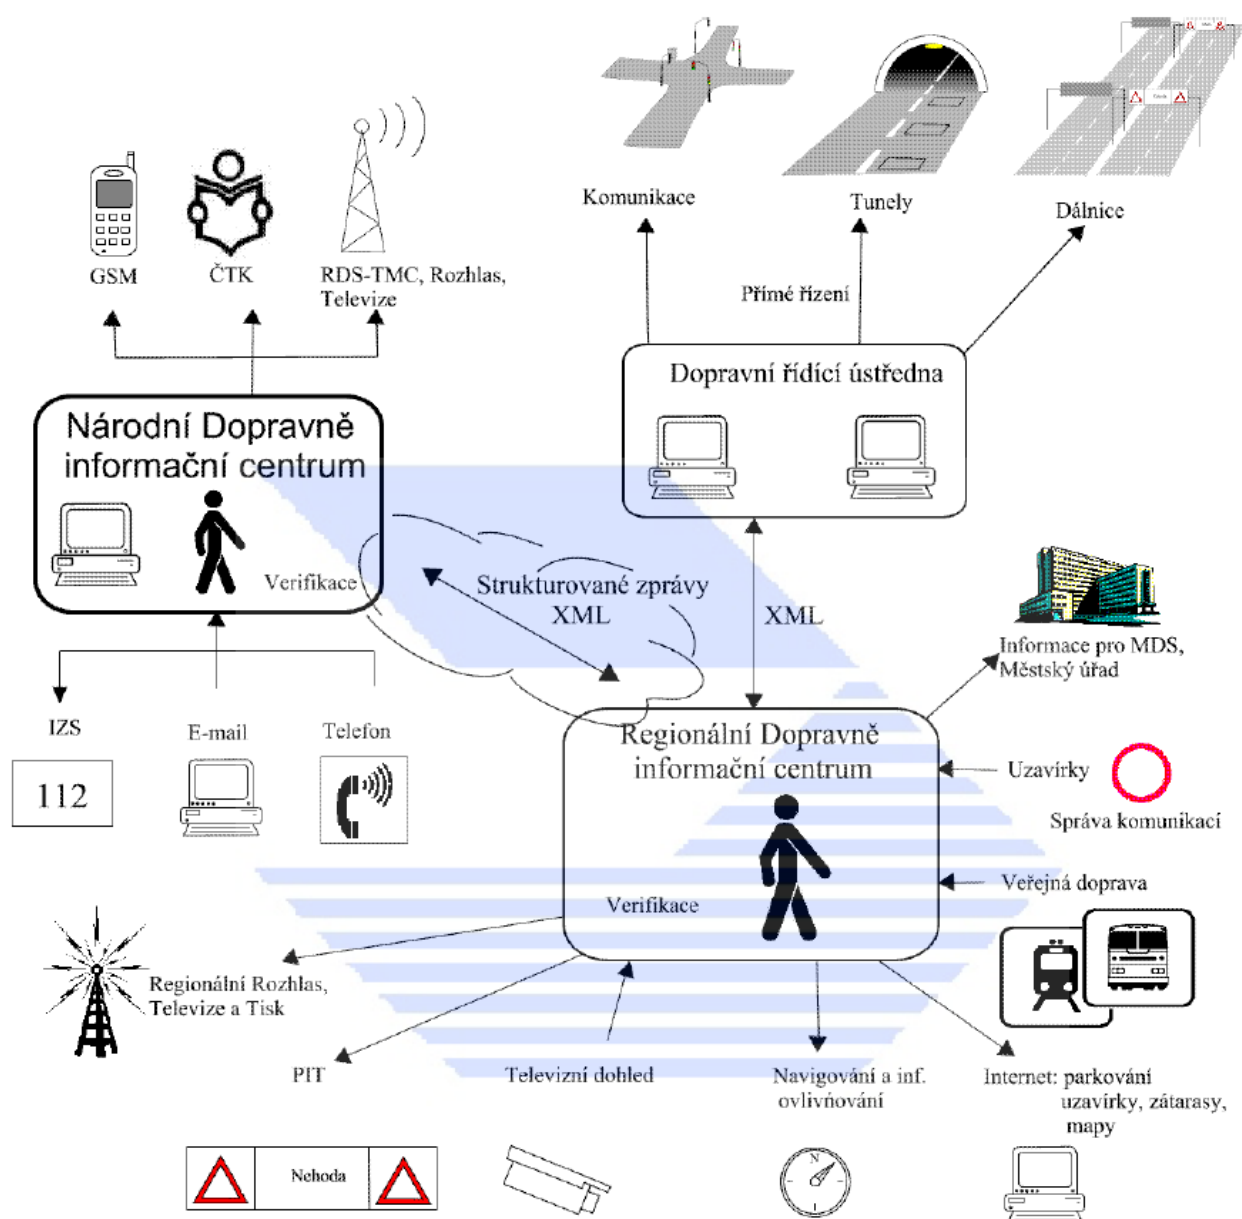 Komunikace
Tunely
Dálnice
GSM
ČTK
RDS-TMC, Rozhlas,
Televize
Přímé řízení
Dopravní řídící ústředna
Národní Dopravně
informační centrum
Verifikace
Strukturované zprávy
XML
XML
Informace pro MDS,
Městský úřad
IZS
E-mail
Telefon
112
Regionální Dopravně
informační centrum
Verifikace
Uzavírky
Správa komunikací
Veřejná doprava
Regionální Rozhlas,
Televize a Tisk
PIT
Televizní dohled
Navigování a inf.
ovlivňování
Internet: parkování
uzavírky, zátarasy,
mapy
Nehoda
N